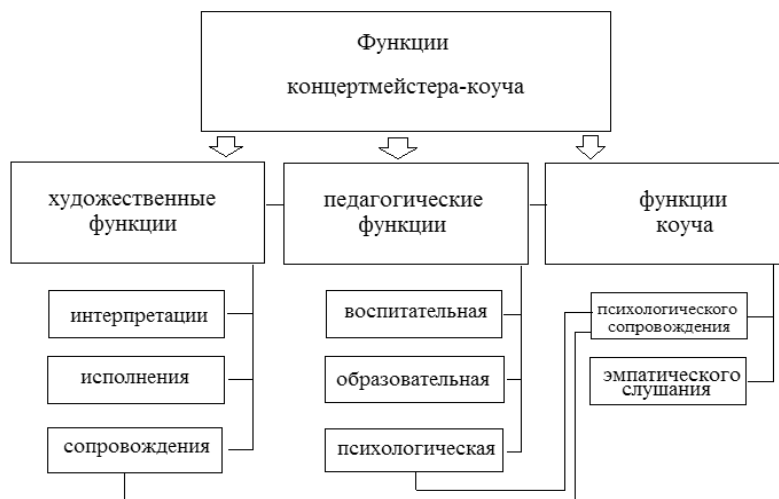 Функции
концертмейстера-коуча
художественные
функции
педагогические
функции
функции
коуча
интерпретации
исполнения
сопровождения
воспитательная
образовательная
психологическая
психологического
сопровождения
эмпатического
слушания